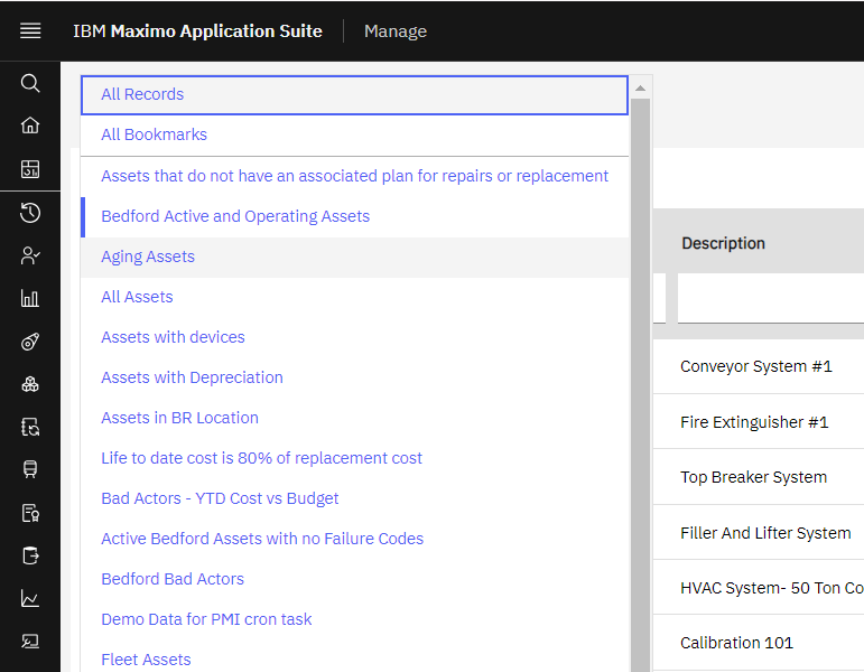 IBM Maximo Application Suite Manage
All Records
All Bookmarks
Assets that do not have an associated plan for repairs or replacement
Bedford Active and Operating Assets
Aging Assets
All Assets
Assets with devices
Assets with Depreciation
Assets in BR Location
Life to date cost is 80% of replacement cost
Bad Actors - YTD Cost vs Budget
Active Bedford Assets with no Failure Codes
Bedford Bad Actors
Demo Data for PMI cron task
Fleet Assets
Description
Conveyor System #1
Fire Extinguisher #1
Top Breaker System
Filler And Lifter System
HVAC System- 50 Ton Co
Calibration 101